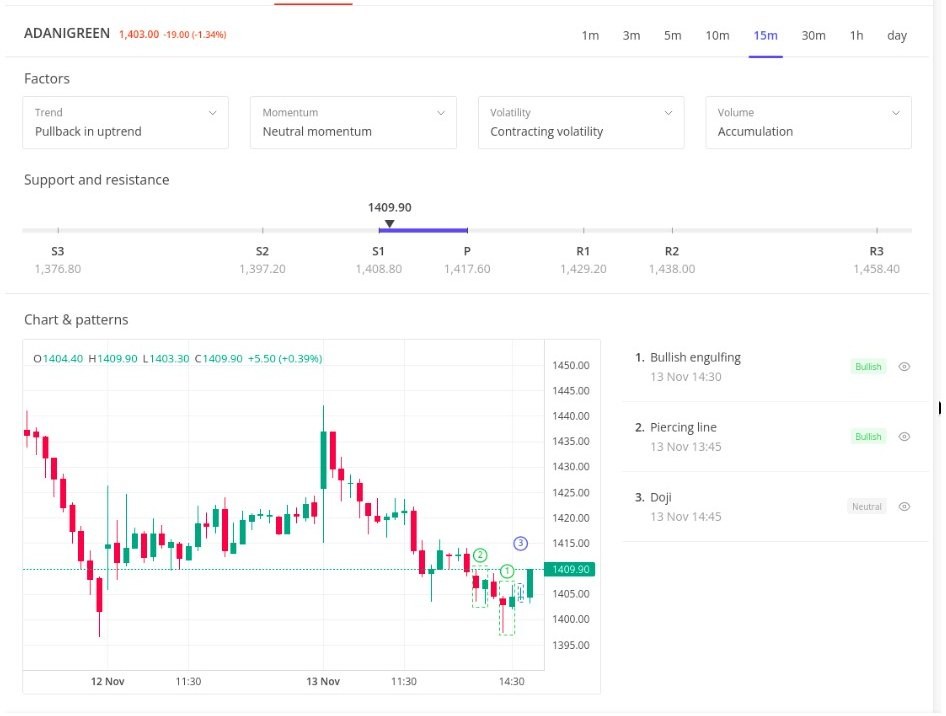 ADANIGREEN 1,403.00 -19.00 (-1.34%) 1m 3m 5m 10m 15m 30m 1h day
Factors
Trend Momentum Volatility Volume
Pullback in uptrend Neutral momentum Contracting volatility Accumulation
Support and resistance
1409.90
S3 S2 S1 P R1 R2 R3
1,376.80 1,397.20 1,408.80 1,417.60 1,429.20 1,438.00 1,458.40
Chart & patterns
O1404.40 H1409.90 L1403.30 C1409.90 +5.50 (+0.39%)
1450.00
1445.00
1440.00
1435.00
1430.00
1425.00
1420.00
1415.00
1409.90
1405.00
1400.00
1395.00
3
2
1
12 Nov 11:30 13 Nov 11:30 14:30
1. Bullish engulfing
13 Nov 14:30
Bullish
2. Piercing line
13 Nov 13:45
Bullish
3. Doji
13 Nov 14:45
Neutral